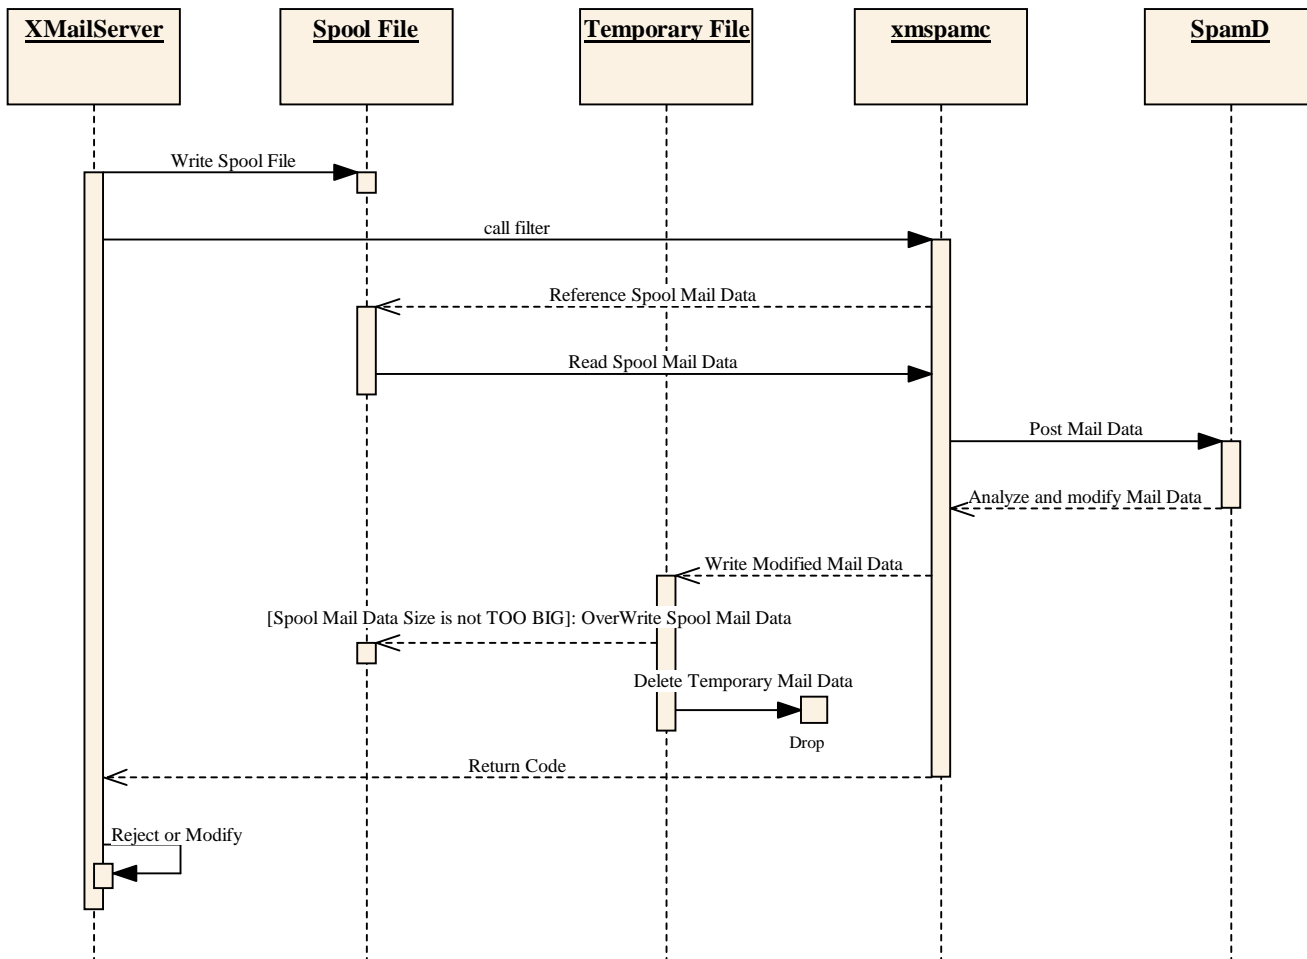 XMailServer
Spool File
Temporary File
xmspamc
SpamD
Write Spool File
call filter
Reference Spool Mail Data
Read Spool Mail Data
Post Mail Data
Analyze and modify Mail Data
Write Modified Mail Data
[Spool Mail Data Size is not TOO BIG]: OverWrite Spool Mail Data
Delete Temporary Mail Data
Drop
Return Code
Reject or Modify